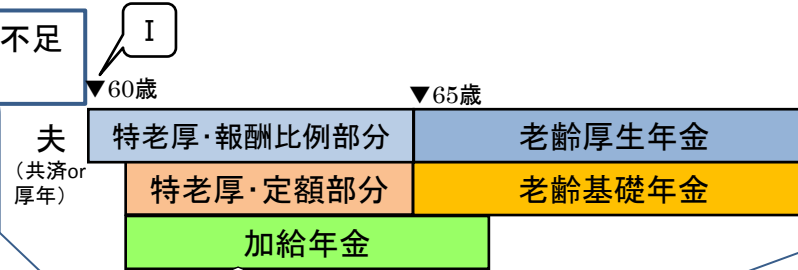 不足
I
▼60歳
▼65歳
夫
(共済or
厚年)
特老厚・報酬比例部分
老齢厚生年金
特老厚・定額部分
老齢基礎年金
加給年金